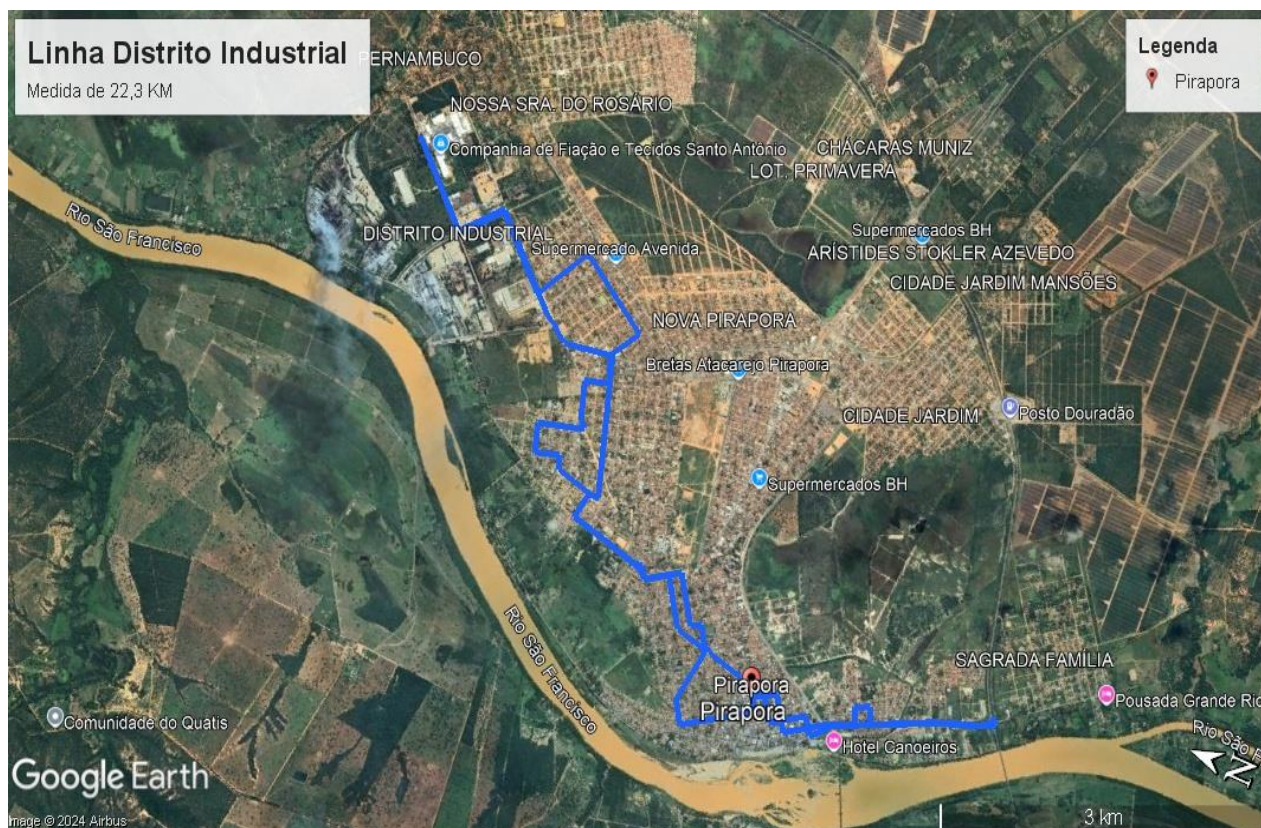 Linha Distrito Industrial
Medida de 22,3 KM
Legenda
Pirapora
PERNAMBUCO
NOSSA SRA. DO ROSÁRIO
Companhia de Fiação e Tecidos Santo Antônio
CHÁCARAS MUNIZ
LOT. PRIMAVERA
Rio São Francisco
DISTRITO INDUSTRIAL
Supermercado Avenida
Supermercados BH
ARÍSTIDES STOKLER AZEVEDO
CIDADE JARDIM MANSÕES
NOVA PIRAPORA
Bretas Atacarejo Pirapora
CIDADE JARDIM
Posto Douradão
Supermercados BH
Rio São Francisco
SAGRADA FAMÍLIA
Pirapora
Pirapora
Pousada Grande Rio
Comunidade do Quatis
Hotel Canoeiros
Rio São
Google Earth
N
3 km
Image © 2024 Airbus